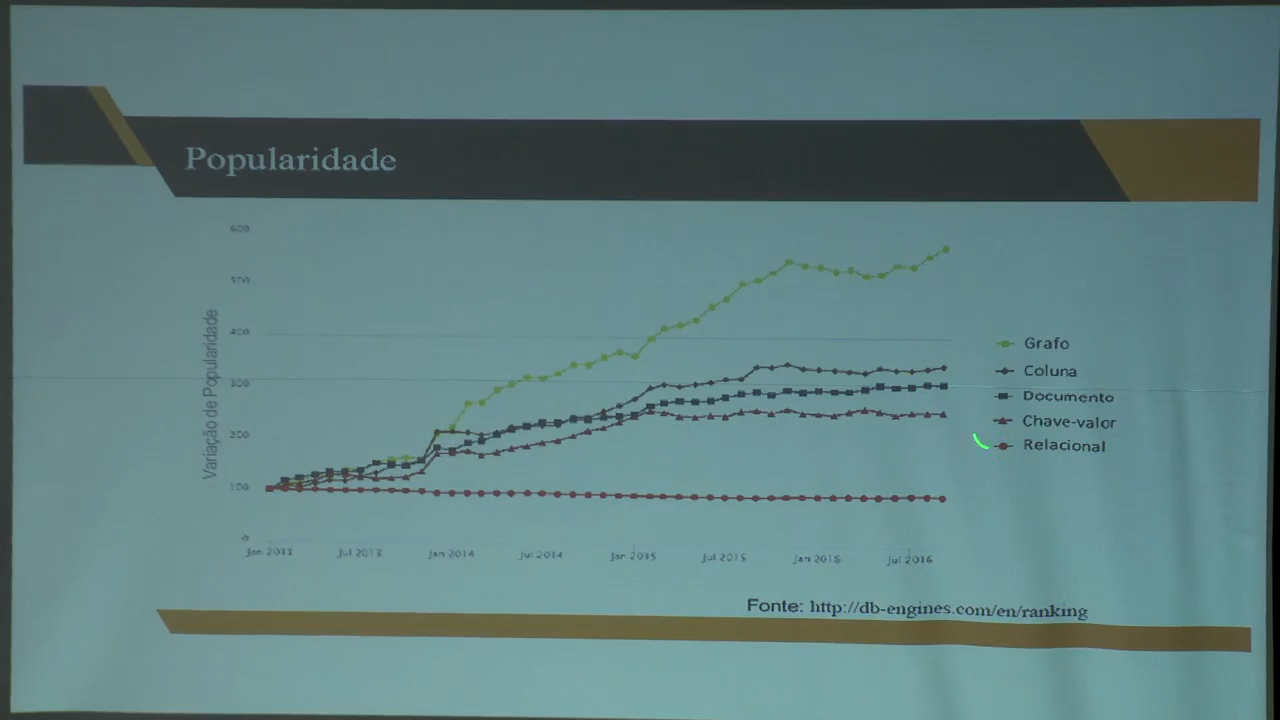 Popularidade
600
500
400
300
200
100
0
Variação de Popularidade
Jan 2013
Jul 2013
Jan 2014
Jul 2014
Jan 2015
Jul 2015
Jan 2016
Jul 2016
Grafo
Coluna
Documento
Chave-valor
Relacional
Fonte: http://db-engines.com/en/ranking